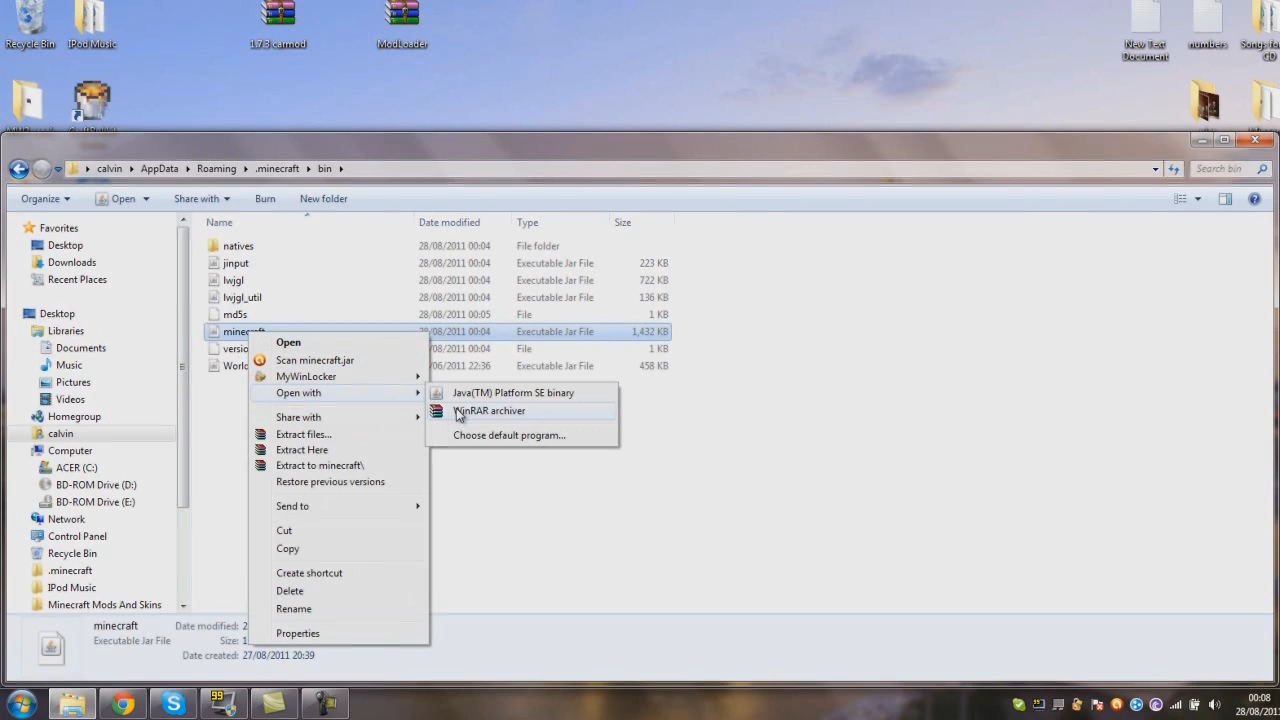 Recycle Bin
IPod Music
1.7.3 carmod
ModLoader
New Text Document
numbers
Songs for CD
calvin AppData Roaming .minecraft bin
Search bin
Organize Open Share with Burn New folder
Name Date modified Type Size
Favorites
Desktop
Downloads
Recent Places
Desktop
Libraries
Documents
Music
Pictures
Videos
Homegroup
calvin
Computer
ACER (C:)
BD-ROM Drive (D:)
BD-ROM Drive (E:)
Network
Control Panel
Recycle Bin
.minecraft
IPod Music
Minecraft Mods And Skins
natives 28/08/2011 00:04 File folder
jinput 28/08/2011 00:04 Executable Jar File 223 KB
lwjgl 28/08/2011 00:04 Executable Jar File 722 KB
lwjgl_util 28/08/2011 00:04 Executable Jar File 136 KB
md5s 28/08/2011 00:05 File 1 KB
minecraft 28/08/2011 00:04 Executable Jar File 1,432 KB
versio 8/08/2011 00:04 File 1 KB
World 06/2011 22:36 Executable Jar File 458 KB
Open
Scan minecraft.jar
MyWinLocker
Open with
Share with
Extract files...
Extract Here
Extract to minecraft\
Restore previous versions
Send to
Cut
Copy
Create shortcut
Delete
Rename
Properties
Java(TM) Platform SE binary
WinRAR archiver
Choose default program...
minecraft Date modified: 2
Executable Jar File Size: 1
Date created: 27/08/2011 20:39
99
00:08
28/08/201